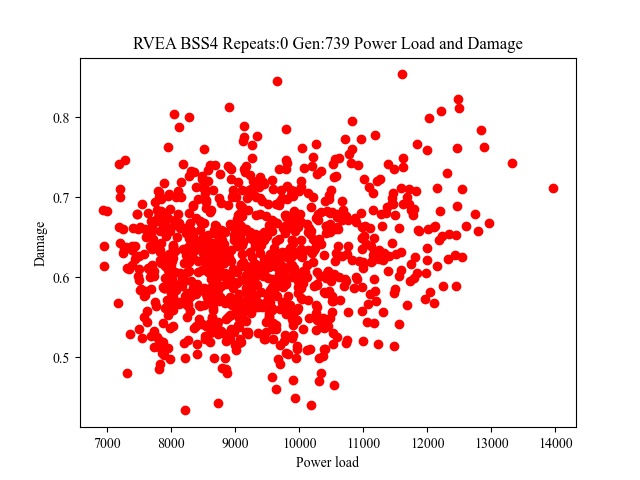 RVEA BSS4 Repeats:0 Gen:739 Power Load and Damage
0.8
0.7
0.6
0.5
Damage
7000 8000 9000 10000 11000 12000 13000 14000
Power load